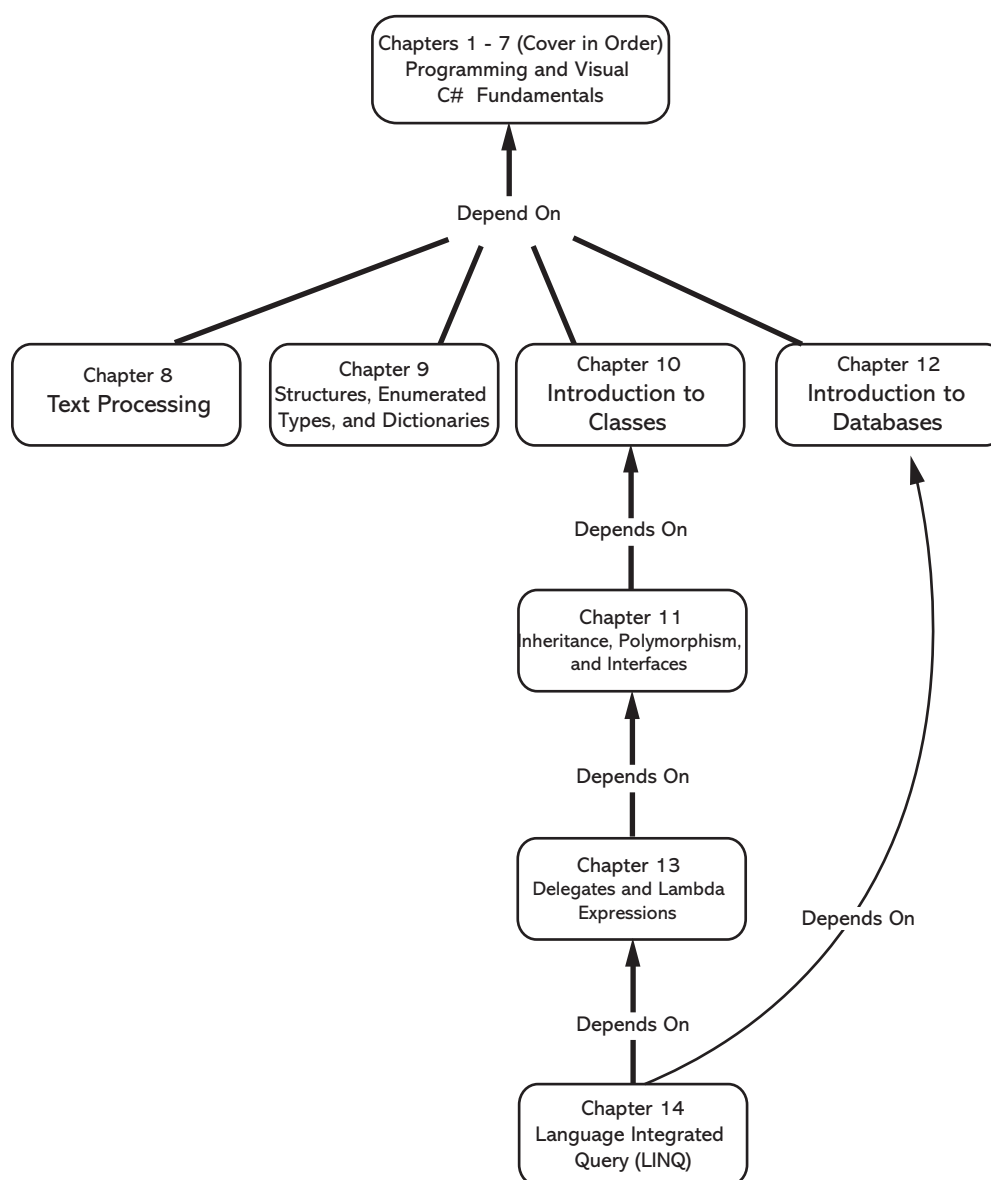 Chapters 1 - 7 (Cover in Order)
Programming and Visual
C# Fundamentals
Depend On
Chapter 8
Text Processing
Chapter 9
Structures, Enumerated
Types, and Dictionaries
Chapter 10
Introduction to
Classes
Chapter 12
Introduction to
Databases
Depends On
Chapter 11
Inheritance, Polymorphism,
and Interfaces
Depends On
Chapter 13
Delegates and Lambda
Expressions
Depends On
Depends On
Chapter 14
Language Integrated
Query (LINQ)